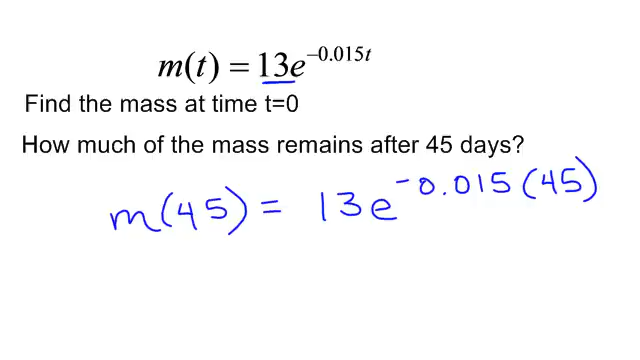 m(t) = 13e^{-0.015t}
Find the mass at time t=0
How much of the mass remains after 45 days?
m(45) = 13e^{-0.015(45)}